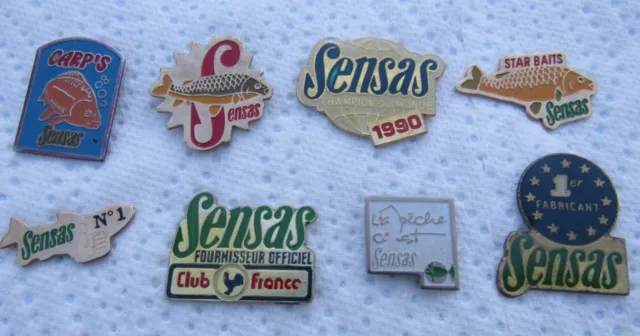 CARP'S
Sensas
Sensas
Sensas
CHAMPION DU MONDE
1990
STAR BAITS
Sensas
Sensas
N°1
Sensas
FOURNISSEUR OFFICIEL
Club France
La pêche
c'est
Sensas
1er
FABRICANT
Sensas